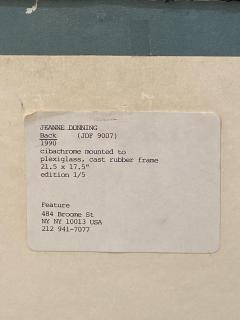 JEANNE DUNNING
Back (JDF 9007)
1990
cibachrome mounted to
plexiglass, cast rubber frame
21.5 x 17.5"
edition 1/5
Feature
484 Broome St
NY NY 10013 USA
212 941-7077